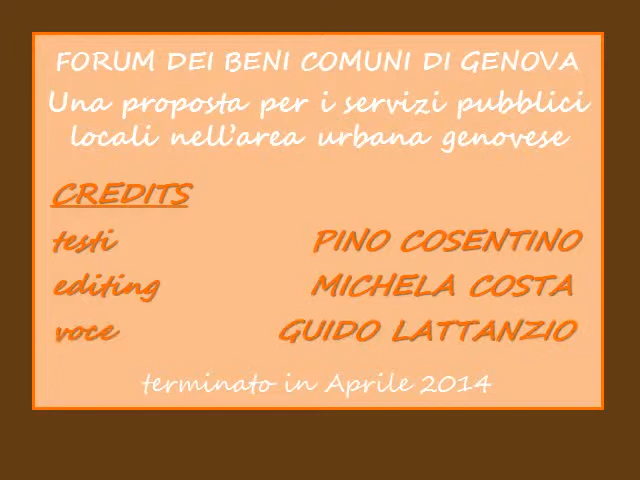 FORUM DEI BENI COMUNI DI GENOVA
Una proposta per i servizi pubblici
locali nell'area urbana genovese
CREDITS
testi PINO COSENTINO
editing MICHELA COSTA
voce GUIDO LATTANZIO
terminato in Aprile 2014